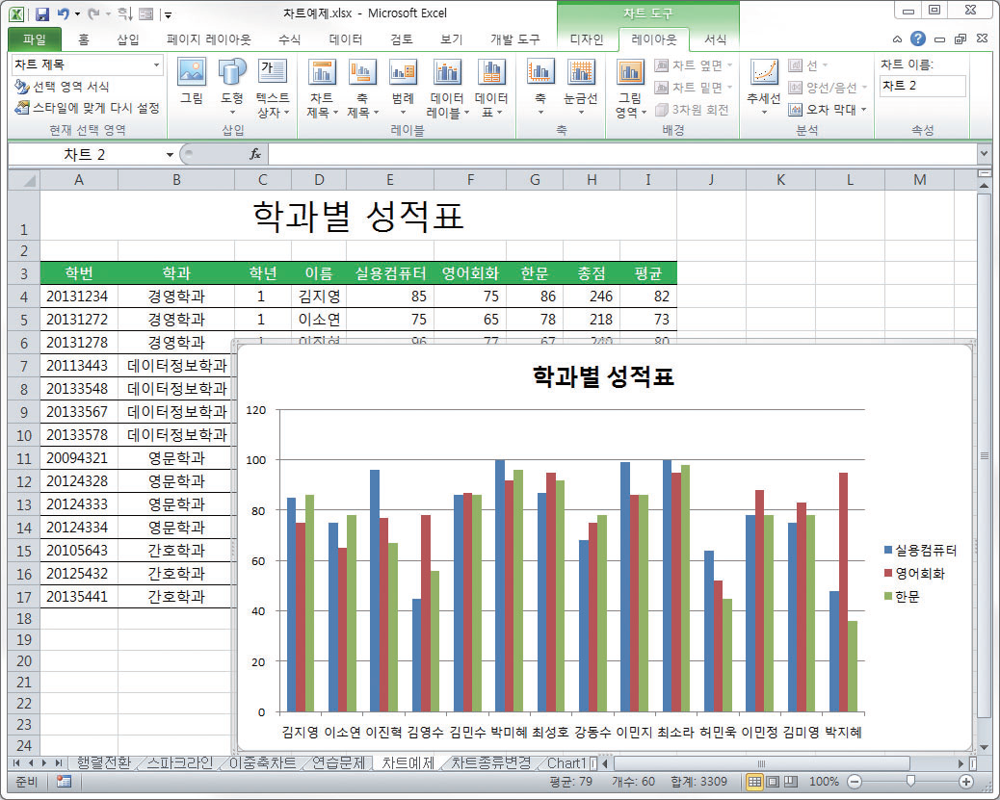 차트예제.xlsx - Microsoft Excel
차트 도구
파일 홈 삽입 페이지 레이아웃 수식 데이터 검토 보기 개발 도구 디자인 레이아웃 서식
차트 제목
선택 영역 서식
스타일에 맞게 다시 설정
현재 선택 영역
그림 도형 텍스트 상자
삽입
차트 제목 축 제목 범례 데이터 레이블 데이터 표
레이블
축 눈금선
축
그림 영역
차트 옆면
차트 밑면
3차원 회전
배경
추세선
선
양선/음선
오차 막대
분석
차트 이름:
차트 2
속성
차트 2 fx
A B C D E F G H I J K L M
1 학과별 성적표
2
3 학번 학과 학년 이름 실용컴퓨터 영어회화 한문 총점 평균
4 20131234 경영학과 1 김지영 85 75 86 246 82
5 20131272 경영학과 1 이소연 75 65 78 218 73
6 20131278 경영학과 1 이진혁 96 77 67 240 80
7 20113443 데이터정보학과
8 20133548 데이터정보학과
9 20133567 데이터정보학과
10 20133578 데이터정보학과
11 20094321 영문학과
12 20124328 영문학과
13 20124333 영문학과
14 20124334 영문학과
15 20105643 간호학과
16 20125432 간호학과
17 20135441 간호학과
18
19
20
21
22
23
24
학과별 성적표
120
100
80
60
40
20
0
김지영 이소연 이진혁 김영수 김민수 박미혜 최성호 강동수 이민지 최소라 허민욱 이민정 김미영 박지혜
실용컴퓨터
영어회화
한문
행렬전환 스파크라인 이중축차트 연습문제 차트예제 차트종류변경 Chart1
준비 평균: 79 개수: 60 합계: 3309 100%